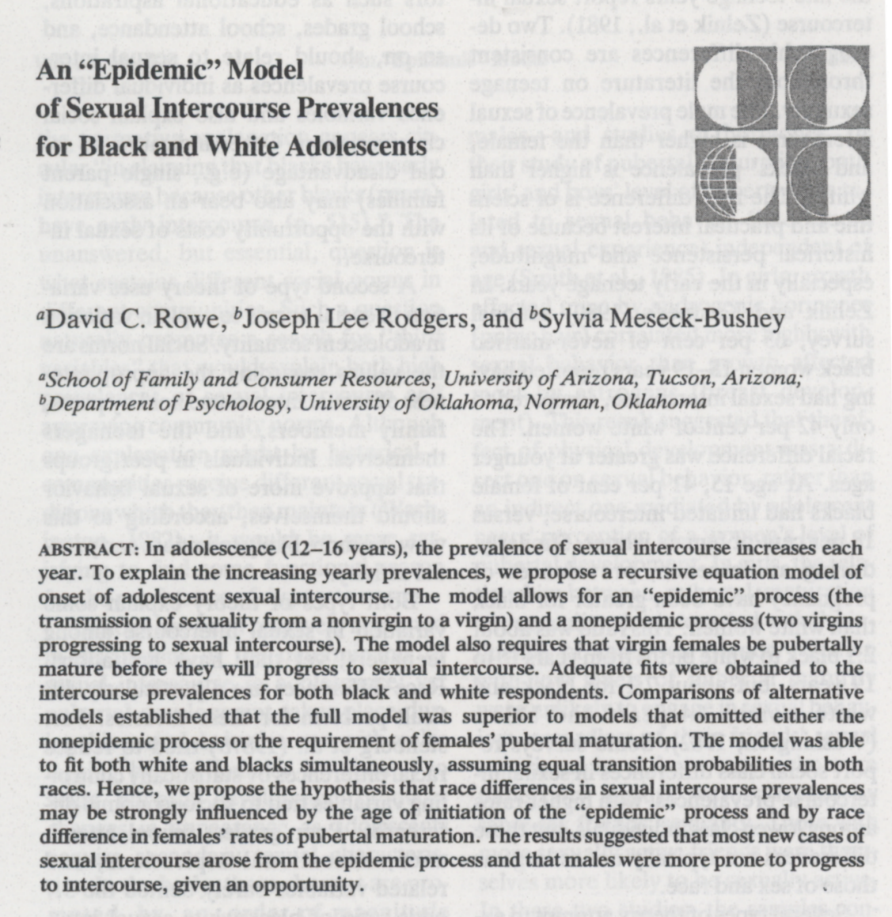 An “Epidemic” Model
of Sexual Intercourse Prevalences
for Black and White Adolescents
ᵃDavid C. Rowe, ᵇJoseph Lee Rodgers, and ᵇSylvia Meseck-Bushey
ᵃSchool of Family and Consumer Resources, University of Arizona, Tucson, Arizona,
ᵇDepartment of Psychology, University of Oklahoma, Norman, Oklahoma
ABSTRACT: In adolescence (12–16 years), the prevalence of sexual intercourse increases each
year. To explain the increasing yearly prevalences, we propose a recursive equation model of
onset of adolescent sexual intercourse. The model allows for an “epidemic” process (the
transmission of sexuality from a nonvirgin to a virgin) and a nonepidemic process (two virgins
progressing to sexual intercourse). The model also requires that virgin females be pubertally
mature before they will progress to sexual intercourse. Adequate fits were obtained to the
intercourse prevalences for both black and white respondents. Comparisons of alternative
models established that the full model was superior to models that omitted either the
nonepidemic process or the requirement of females’ pubertal maturation. The model was able
to fit both white and blacks simultaneously, assuming equal transition probabilities in both
races. Hence, we propose the hypothesis that race differences in sexual intercourse prevalences
may be strongly influenced by the age of initiation of the “epidemic” process and by race
difference in females’ rates of pubertal maturation. The results suggested that most new cases of
sexual intercourse arose from the epidemic process and that males were more prone to progress
to intercourse, given an opportunity.